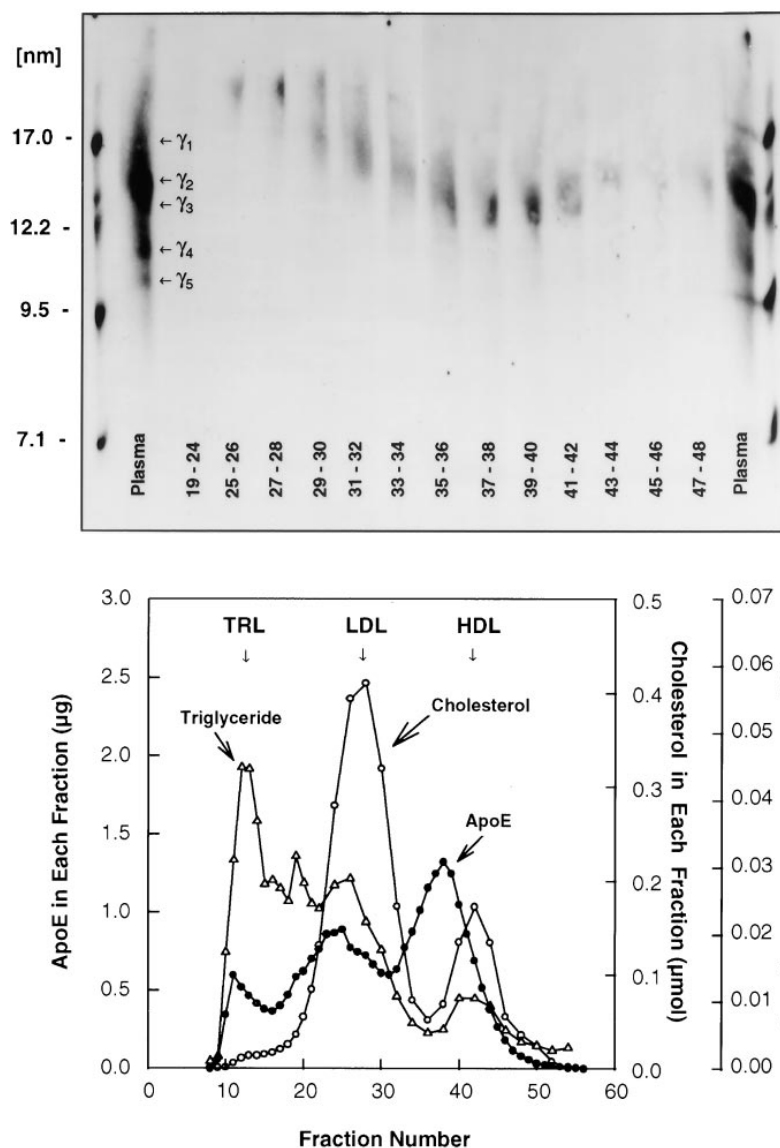 [nm]
17.0 -
12.2 -
9.5 -
7.1 -
← γ1
← γ2
← γ3
← γ4
← γ5
Plasma
19 - 24
25 - 26
27 - 28
29 - 30
31 - 32
33 - 34
35 - 36
37 - 38
39 - 40
41 - 42
43 - 44
45 - 46
47 - 48
Plasma
ApoE in Each Fraction (µg)
3.0
2.5
2.0
1.5
1.0
0.5
0.0
TRL
↓
LDL
↓
HDL
↓
Triglyceride
Cholesterol
ApoE
0.5
0.4
0.3
0.2
0.1
0.0
Cholesterol in Each Fraction (µmol)
0.07
0.06
0.05
0.04
0.03
0.02
0.01
0.00
0 10 20 30 40 50 60
Fraction Number